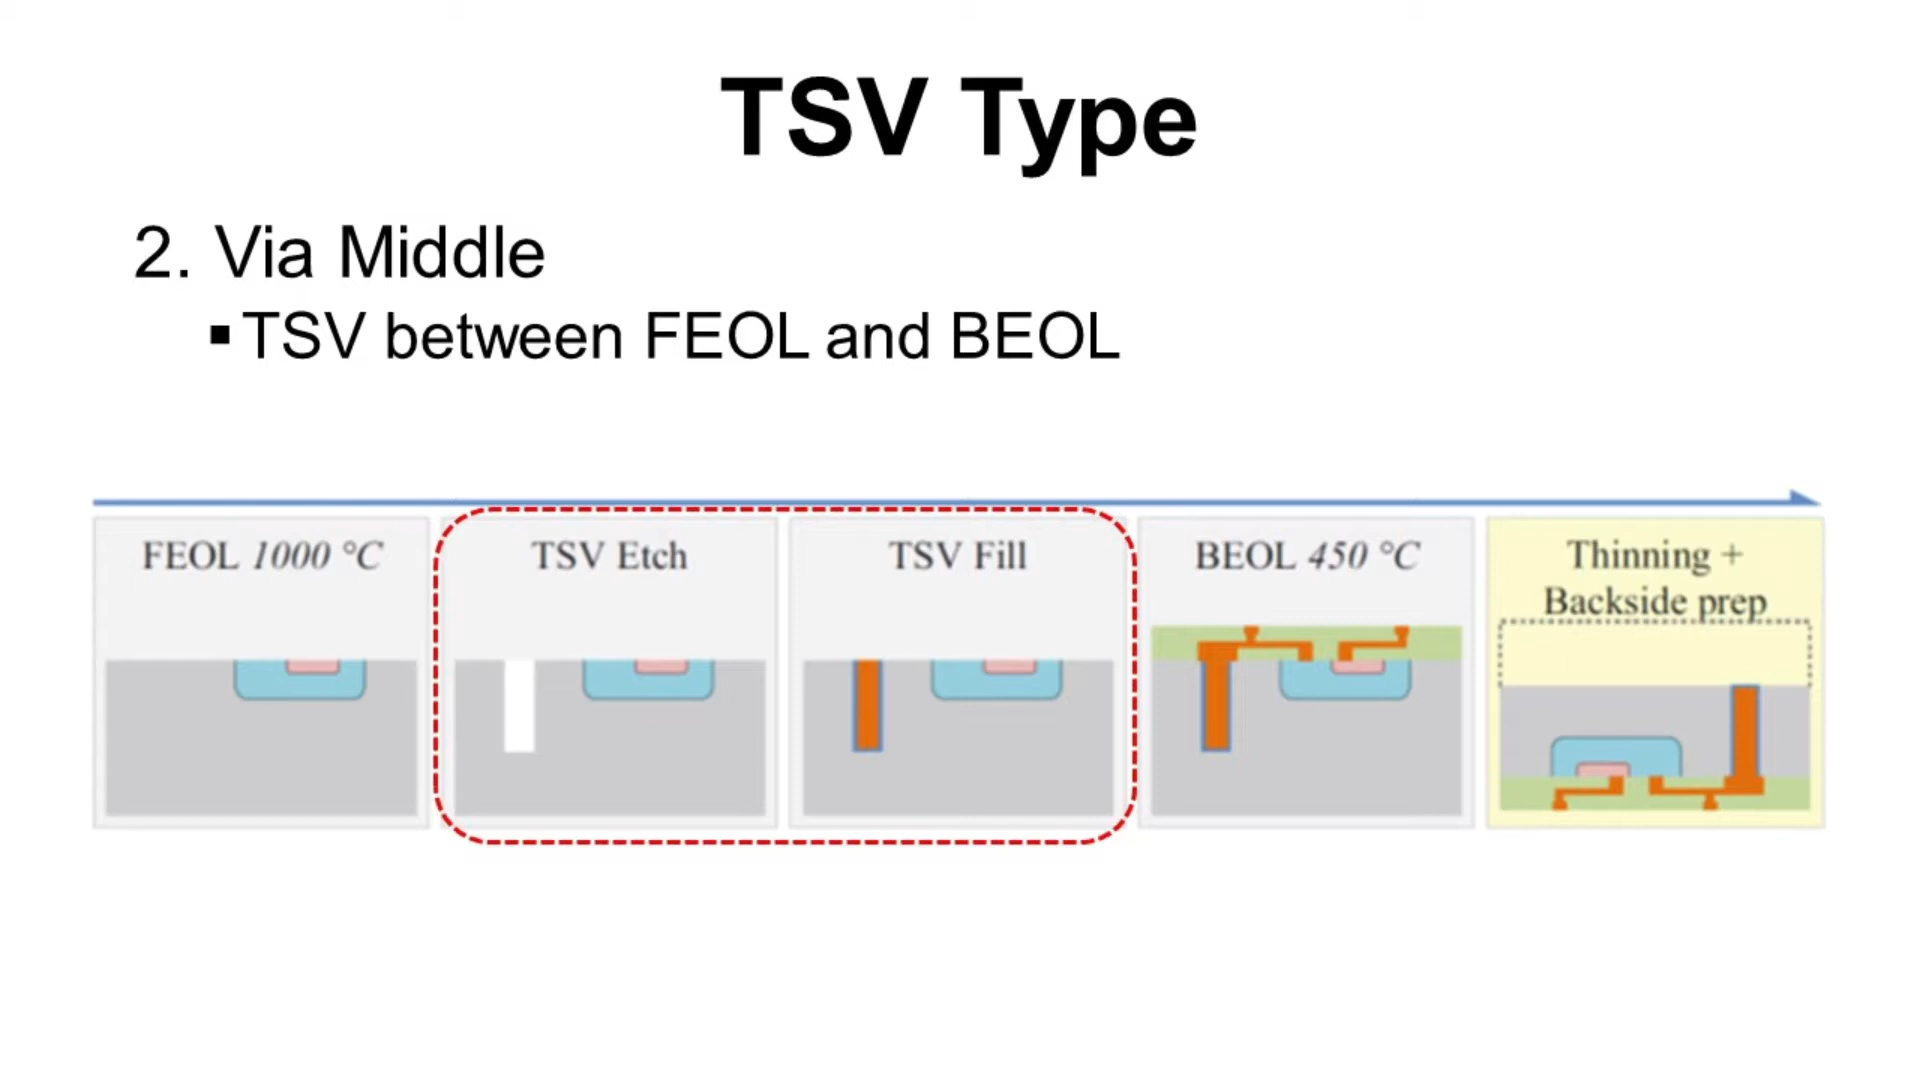 TSV Type
2. Via Middle
▪ TSV between FEOL and BEOL
FEOL 1000 °C
TSV Etch
TSV Fill
BEOL 450 °C
Thinning +
Backside prep